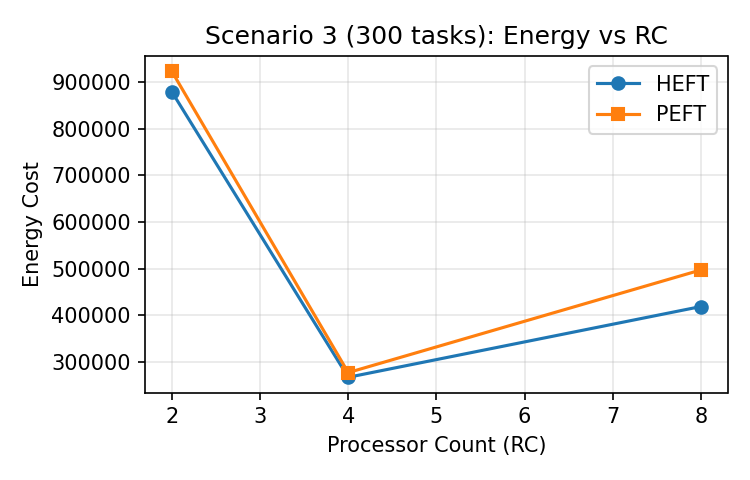 Scenario 3 (300 tasks): Energy vs RC
HEFT
PEFT
Energy Cost
900000
800000
700000
600000
500000
400000
300000
2 3 4 5 6 7 8
Processor Count (RC)